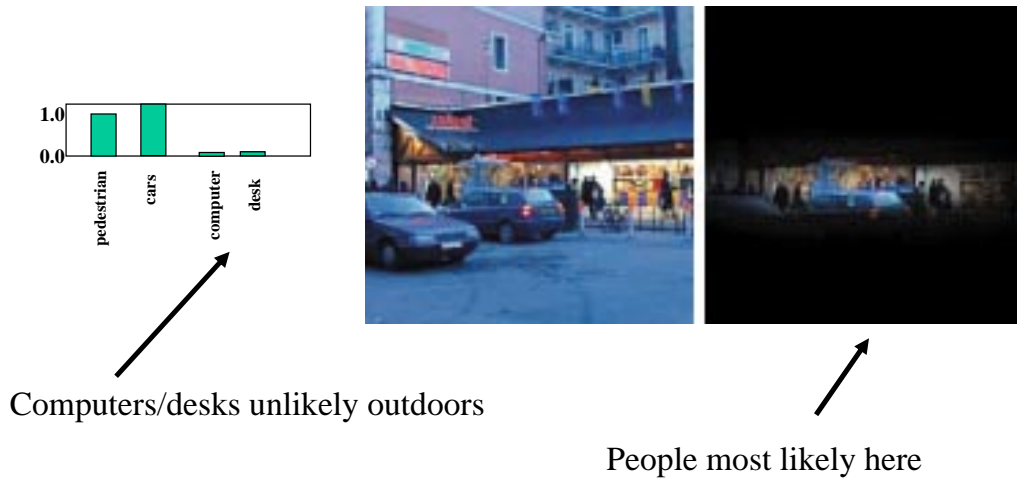 1.0
0.0
pedestrian
cars
computer
desk
Computers/desks unlikely outdoors
People most likely here